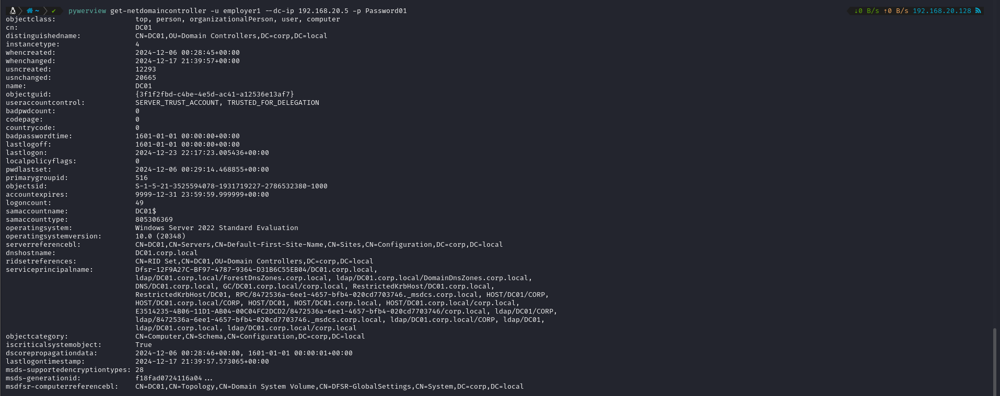 ~ ✔ pywerview get-netdomaincontroller -u employer1 --dc-ip 192.168.20.5 -p Password01 ↓0 B/s ↑0 B/s 192.168.20.128
objectclass: top, person, organizationalPerson, user, computer
cn: DC01
distinguishedname: CN=DC01,OU=Domain Controllers,DC=corp,DC=local
instancetype: 4
whencreated: 2024-12-06 00:28:45+00:00
whenchanged: 2024-12-17 21:39:57+00:00
usncreated: 12293
usnchanged: 20665
name: DC01
objectguid: {3f1f2fbd-c4be-4e5d-ac41-a12536e13af7}
useraccountcontrol: SERVER_TRUST_ACCOUNT, TRUSTED_FOR_DELEGATION
badpwdcount: 0
codepage: 0
countrycode: 0
badpasswordtime: 1601-01-01 00:00:00+00:00
lastlogoff: 1601-01-01 00:00:00+00:00
lastlogon: 2024-12-23 22:17:23.005436+00:00
localpolicyflags: 0
pwdlastset: 2024-12-06 00:29:14.468855+00:00
primarygroupid: 516
objectsid: S-1-5-21-3525594078-1931719227-2786532380-1000
accountexpires: 9999-12-31 23:59:59.999999+00:00
logoncount: 49
samaccountname: DC01$
samaccounttype: 805306369
operatingsystem: Windows Server 2022 Standard Evaluation
operatingsystemversion: 10.0 (20348)
serverreferencebl: CN=DC01,CN=Servers,CN=Default-First-Site-Name,CN=Sites,CN=Configuration,DC=corp,DC=local
dnshostname: DC01.corp.local
ridsetreferences: CN=RID Set,CN=DC01,OU=Domain Controllers,DC=corp,DC=local
serviceprincipalname: Dfsr-12F9A27C-BF97-4787-9364-D31B6C55EB04/DC01.corp.local,
ldap/DC01.corp.local/ForestDnsZones.corp.local, ldap/DC01.corp.local/DomainDnsZones.corp.local,
DNS/DC01.corp.local, GC/DC01.corp.local/corp.local, RestrictedKrbHost/DC01.corp.local,
RestrictedKrbHost/DC01, RPC/8472536a-6ee1-4657-bfb4-020cd7703746._msdcs.corp.local, HOST/DC01/CORP,
HOST/DC01.corp.local/CORP, HOST/DC01, HOST/DC01.corp.local, HOST/DC01.corp.local/corp.local,
E3514235-4B06-11D1-AB04-00C04FC2DCD2/8472536a-6ee1-4657-bfb4-020cd7703746/corp.local, ldap/DC01/CORP,
ldap/8472536a-6ee1-4657-bfb4-020cd7703746._msdcs.corp.local, ldap/DC01.corp.local/CORP, ldap/DC01,
ldap/DC01.corp.local, ldap/DC01.corp.local/corp.local
objectcategory: CN=Computer,CN=Schema,CN=Configuration,DC=corp,DC=local
iscriticalsystemobject: True
dscorepropagationdata: 2024-12-06 00:28:46+00:00, 1601-01-01 00:00:01+00:00
lastlogontimestamp: 2024-12-17 21:39:57.573065+00:00
msds-supportedencryptiontypes: 28
msds-generationid: f18fad0724116a04...
msdfsr-computerreferencebl: CN=DC01,CN=Topology,CN=Domain System Volume,CN=DFSR-GlobalSettings,CN=System,DC=corp,DC=local